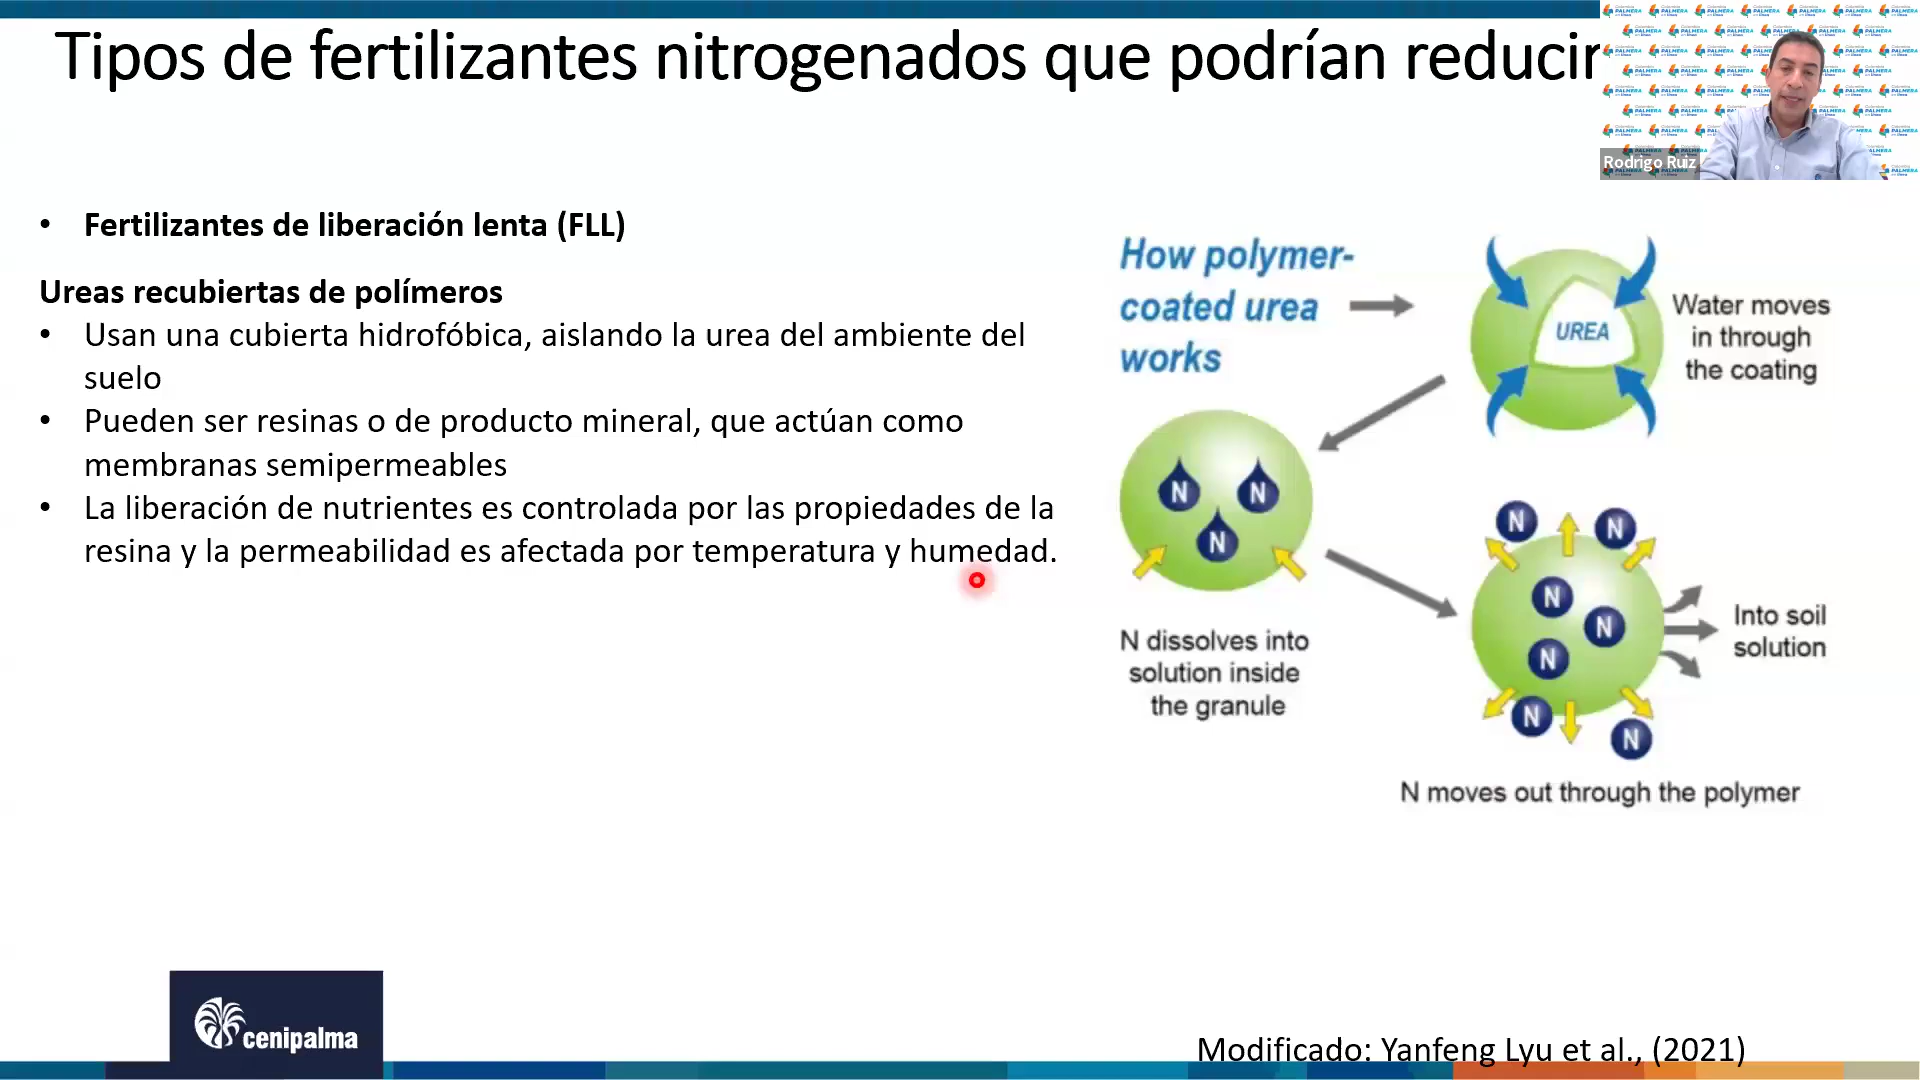 Tipos de fertilizantes nitrogenados que podrían reducir
Rodrigo Ruiz
• Fertilizantes de liberación lenta (FLL)
Ureas recubiertas de polímeros
• Usan una cubierta hidrofóbica, aislando la urea del ambiente del
suelo
• Pueden ser resinas o de producto mineral, que actúan como
membranas semipermeables
• La liberación de nutrientes es controlada por las propiedades de la
resina y la permeabilidad es afectada por temperatura y humedad.
How polymer-
coated urea
works
UREA
Water moves
in through
the coating
N N
N
N dissolves into
solution inside
the granule
N N
N
N
N
N
N
Into soil
solution
N moves out through the polymer
cenipalma
Modificado: Yanfeng Lyu et al., (2021)